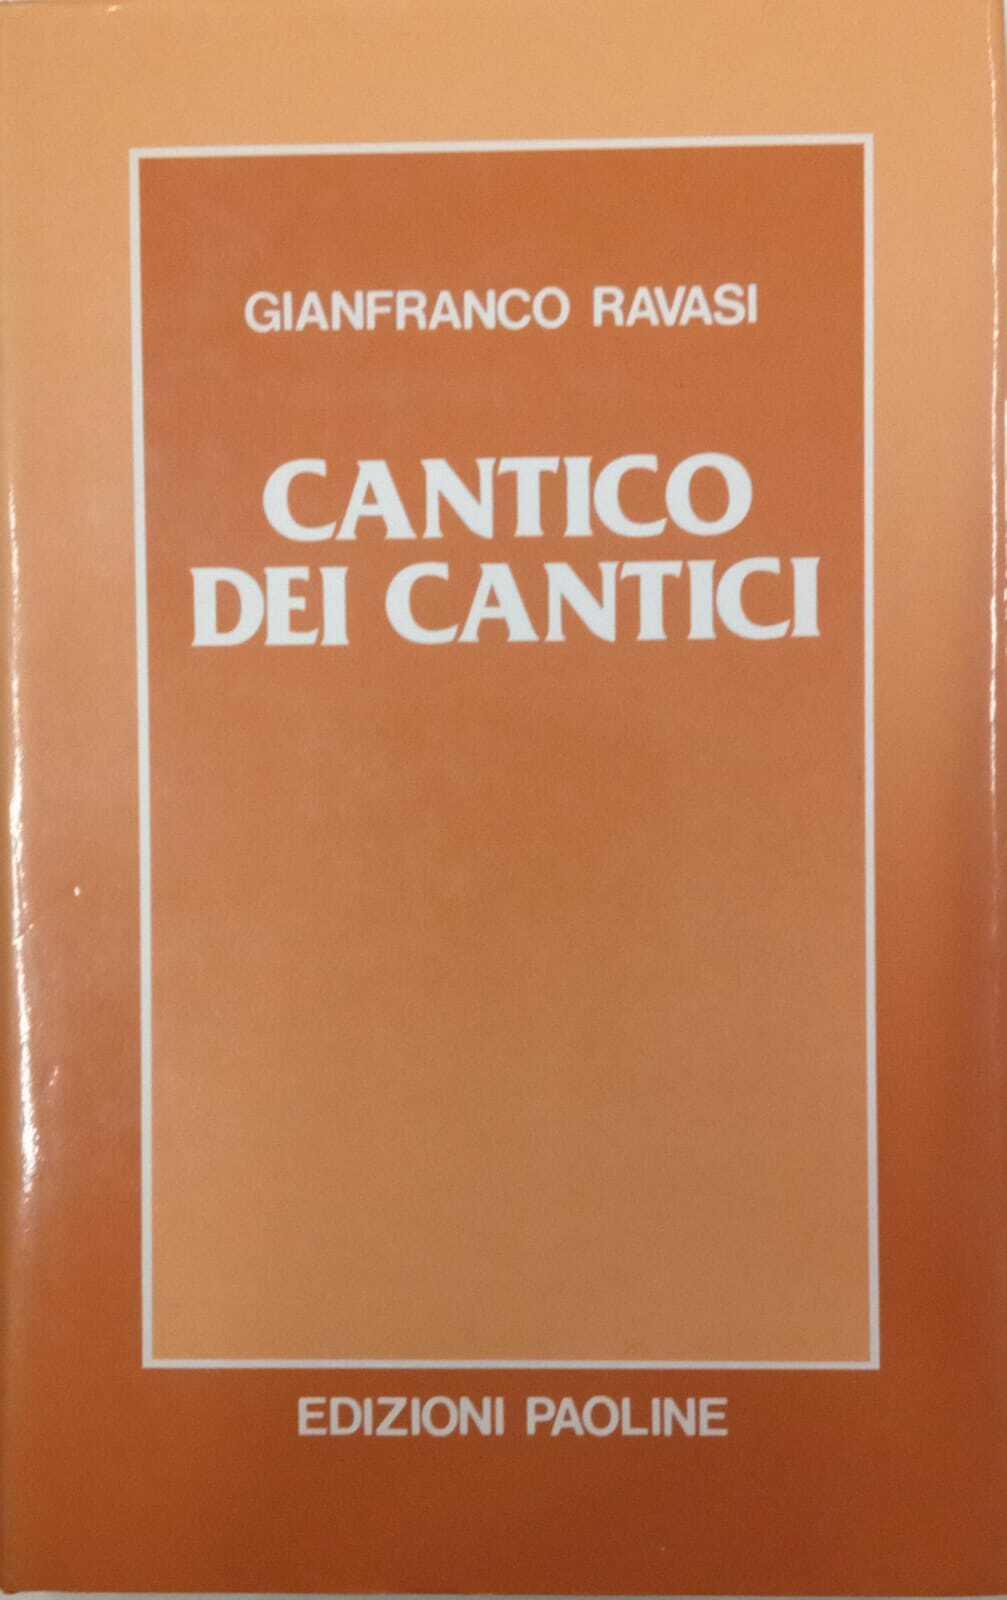 GIANFRANCO RAVASI
CANTICO
DEI CANTICI
EDIZIONI PAOLINE